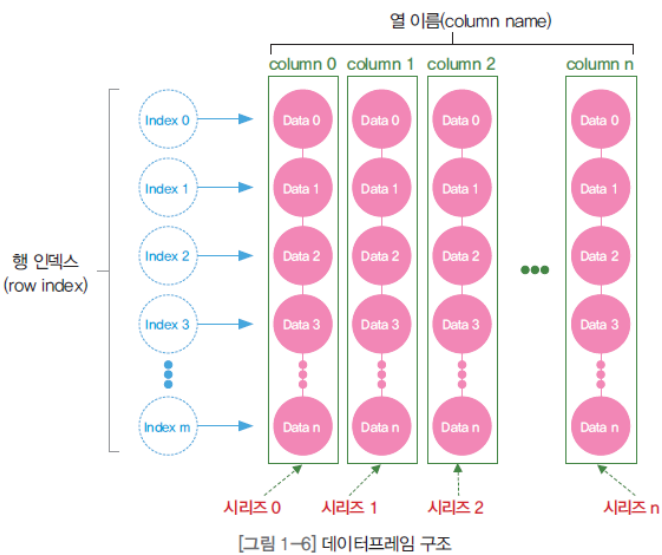 열 이름(column name)
column 0 column 1 column 2 column n
Index 0 Data 0 Data 0 Data 0 Data 0
Index 1 Data 1 Data 1 Data 1 Data 1
행 인덱스
(row index)
Index 2 Data 2 Data 2 Data 2 Data 2
Index 3 Data 3 Data 3 Data 3 Data 3
Index m Data n Data n Data n Data n
시리즈 0 시리즈 1 시리즈 2 시리즈 n
[그림 1-6] 데이터프레임 구조